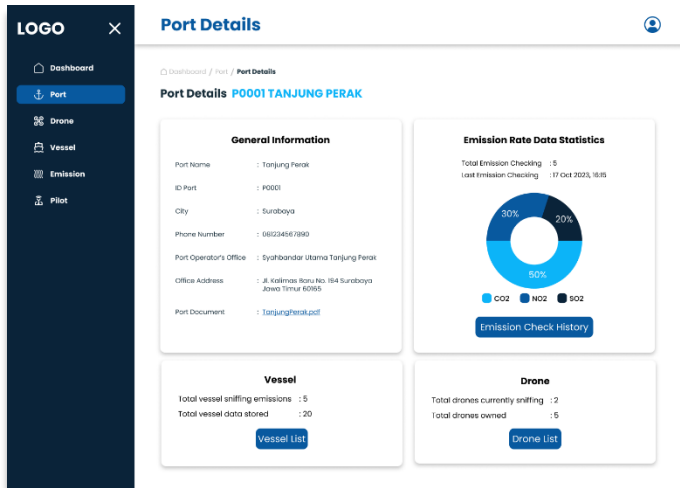 LOGO
Port Details
Dashboard
Port
Drone
Vessel
Emission
Pilot
Dashboard / Port / Port Details
Port Details P0001 TANJUNG PERAK
General Information
Port Name : Tanjung Perak
ID Port : P0001
City : Surabaya
Phone Number : 081234567890
Port Operator's Office : Syahbandar Utama Tanjung Perak
Office Address : Jl. Kalimas Baru No. 194 Surabaya
Jawa Timur 60165
Port Document : TanjungPerak.pdf
Emission Rate Data Statistics
Total Emission Checking : 5
Last Emission Checking : 17 Oct 2023, 16:15
30%
20%
50%
CO2 NO2 SO2
Emission Check History
Vessel
Total vessel sniffing emissions : 5
Total vessel data stored : 20
Vessel List
Drone
Total drones currently sniffing : 2
Total drones owned : 5
Drone List